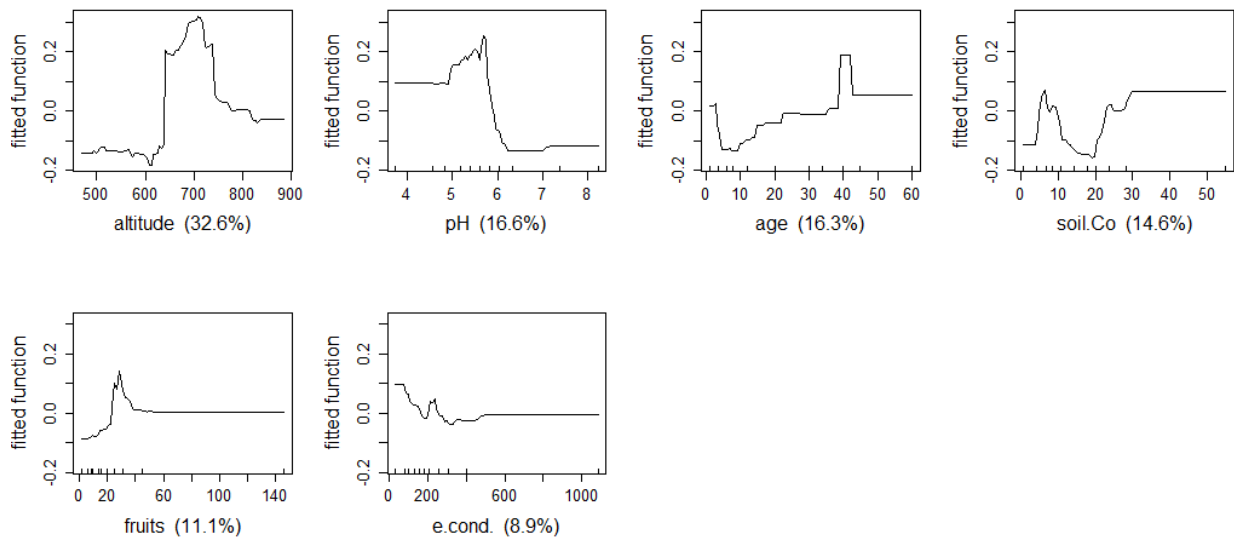 fitted function
-0.2 0.0 0.2
500 600 700 800 900
altitude (32.6%)
fitted function
-0.2 0.0 0.2
4 5 6 7 8
pH (16.6%)
fitted function
-0.2 0.0 0.2
0 10 20 30 40 50 60
age (16.3%)
fitted function
-0.2 0.0 0.2
0 10 20 30 40 50
soil.Co (14.6%)
fitted function
-0.2 0.0 0.2
0 20 60 100 140
fruits (11.1%)
fitted function
-0.2 0.0 0.2
200 600 1000
e.cond. (8.9%)